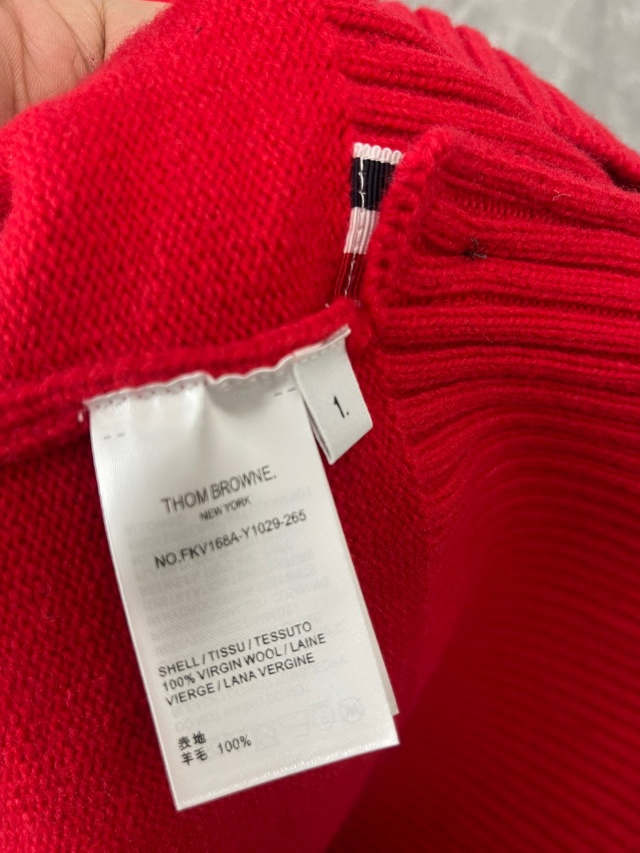 1.
THOM BROWNE.
NEW YORK
NO.FKV168A-Y1029-265
SHELL / TISSU / TESSUTO
100% VIRGIN WOOL / LAINE
VIERGE / LANA VERGINE
表地
羊毛 100%